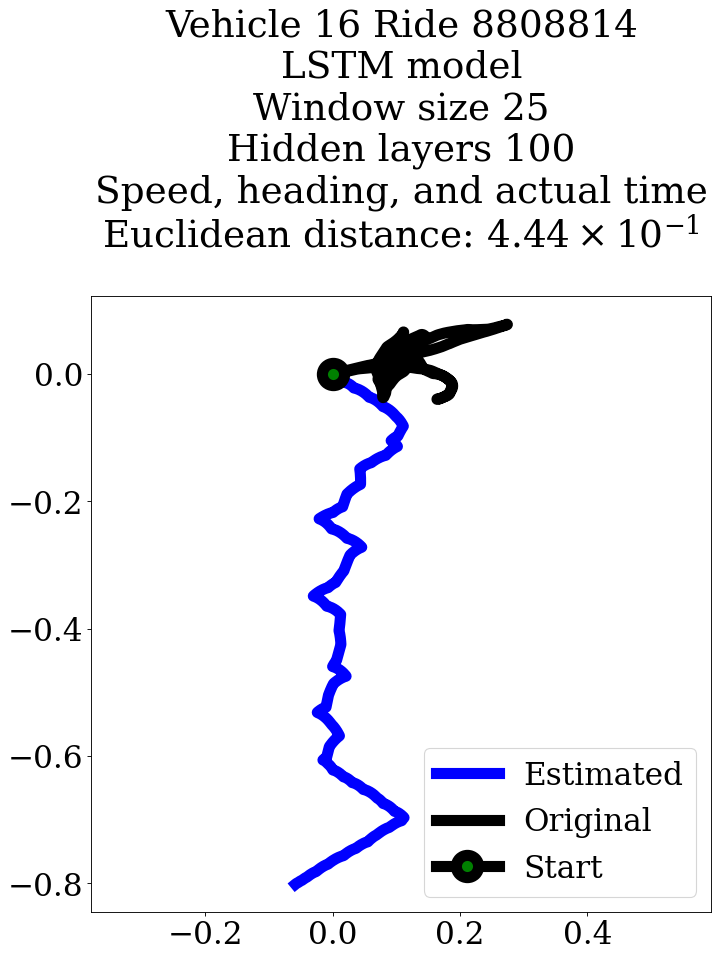 Vehicle 16 Ride 8808814
LSTM model
Window size 25
Hidden layers 100
Speed, heading, and actual time
Euclidean distance: 4.44 × 10⁻¹
0.0
−0.2
−0.4
−0.6
−0.8
Estimated
Original
Start
−0.2 0.0 0.2 0.4